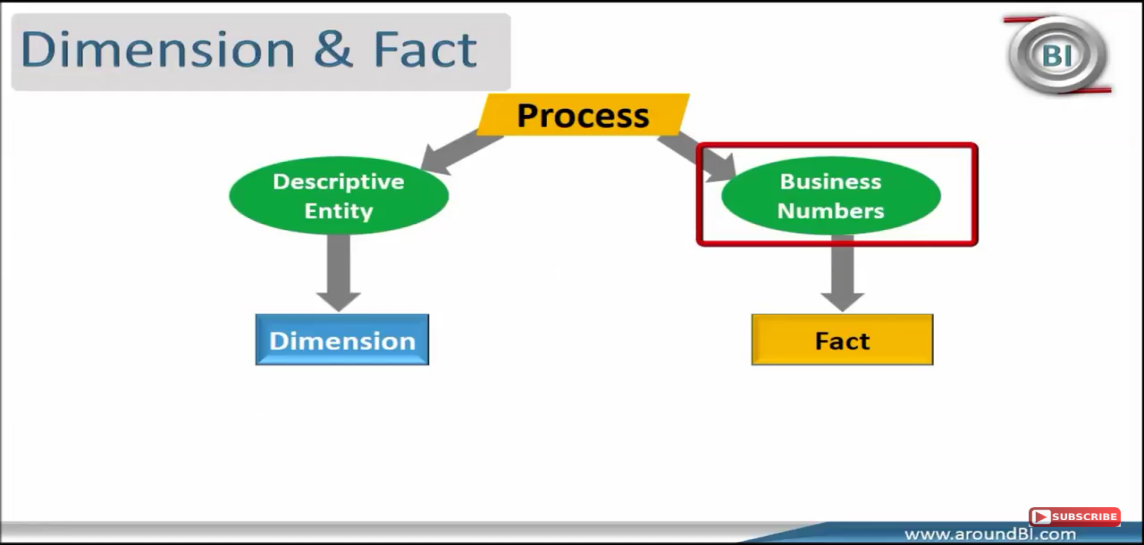 Dimension & Fact
BI
Process
Descriptive
Entity
Business
Numbers
Dimension
Fact
SUBSCRIBE
www.aroundBI.com